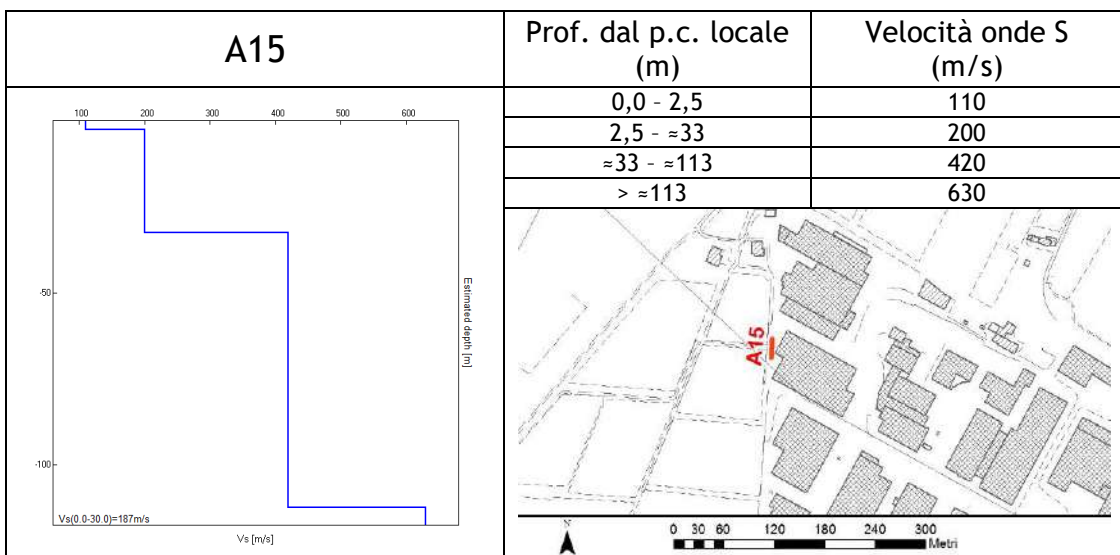 A15
Prof. dal p.c. locale
(m)
Velocità onde S
(m/s)
0,0 - 2,5 110
2,5 - ≈33 200
≈33 - ≈113 420
> ≈113 630
100 200 300 400 500 600
-50
-100
Estimated depth [m]
Vs(0.0-30.0)=187m/s
Vs [m/s]
A15
N
0 30 60 120 180 240 300
Metri